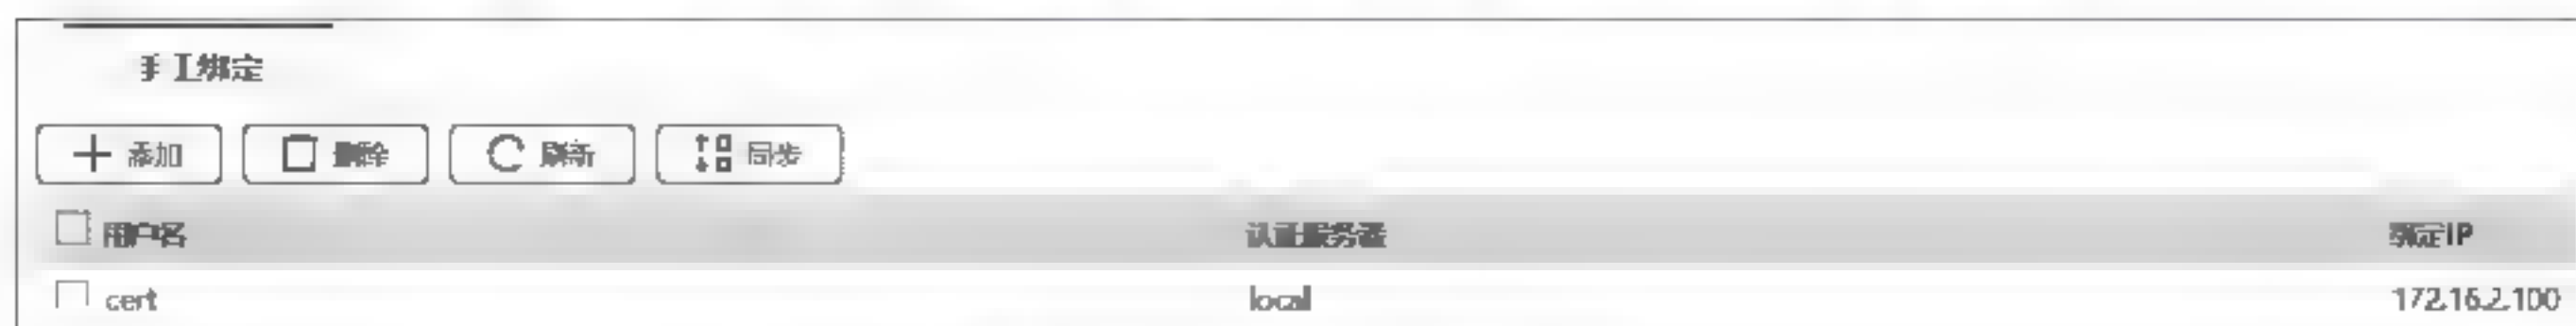 手工绑定
添加 删除 刷新 同步
用户名 认证服务器 绑定IP
cert local 172.16.2.100